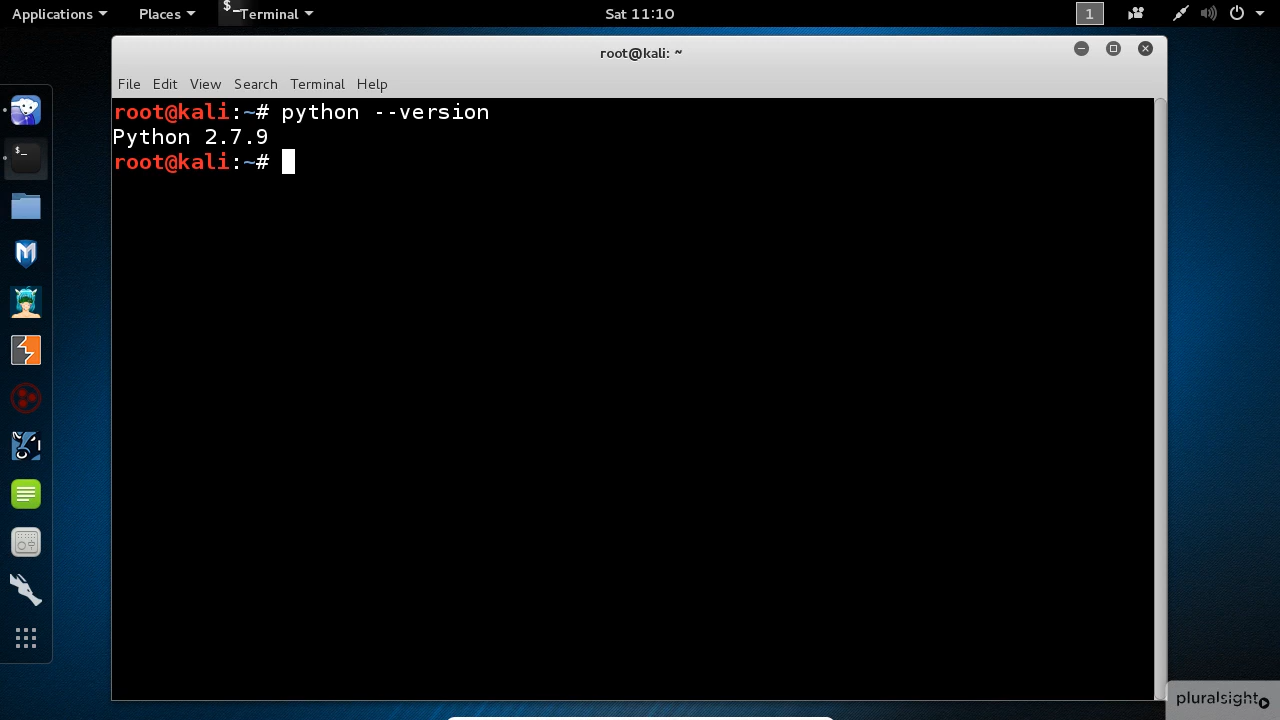 Applications Places $_ Terminal Sat 11:10 1
root@kali: ~
File Edit View Search Terminal Help
root@kali:~# python --version
Python 2.7.9
root@kali:~#
$_
pluralsight